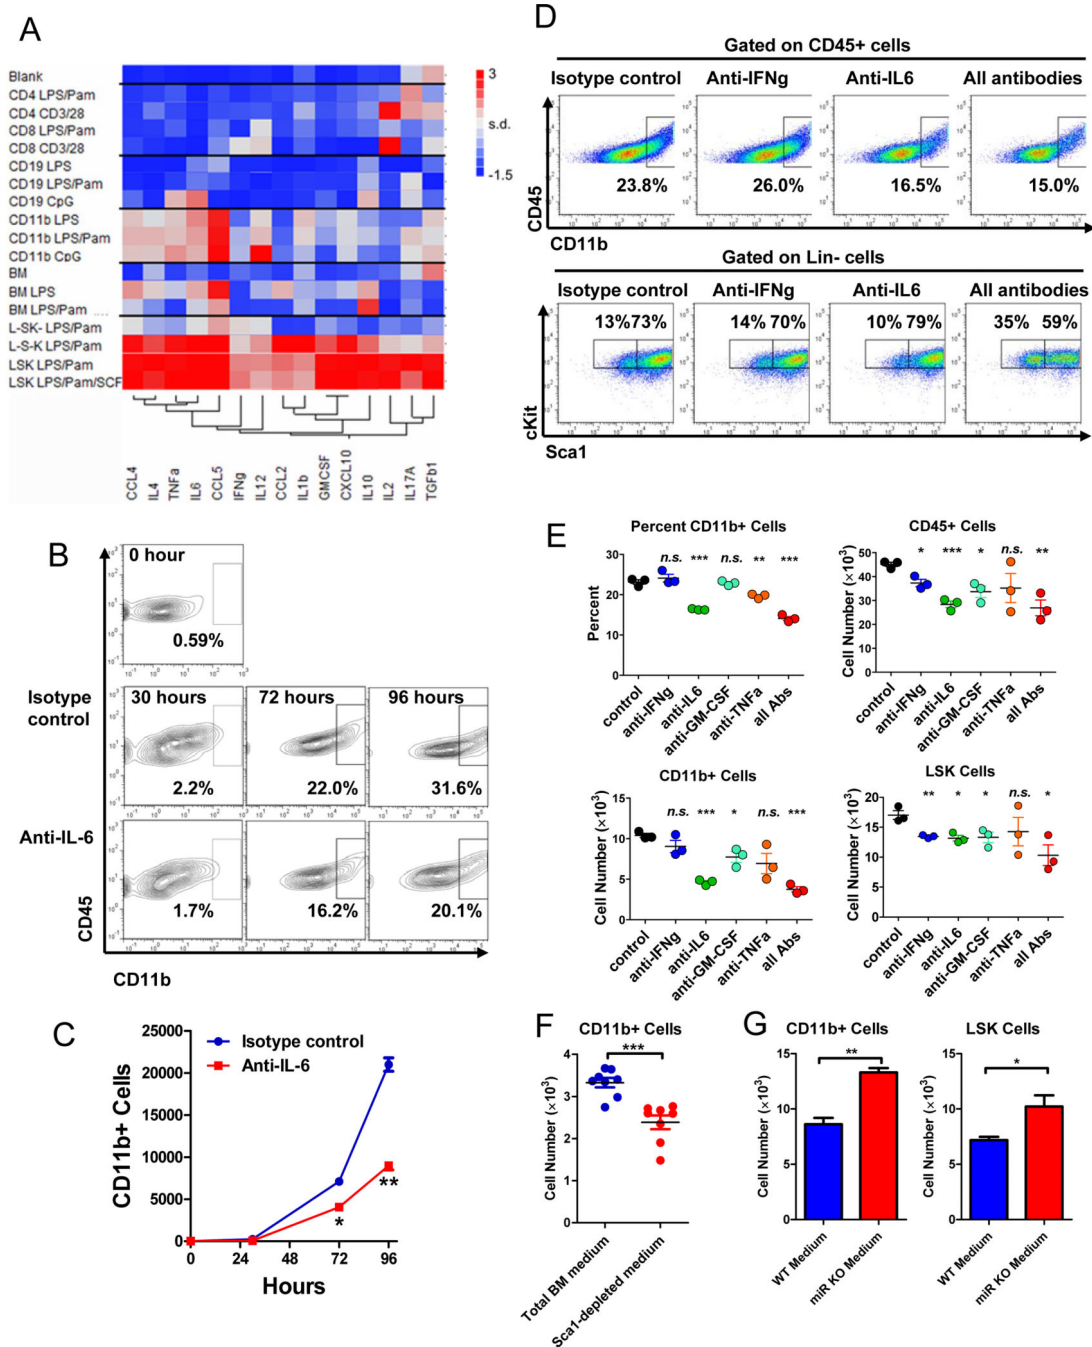 A
Blank
CD4 LPS/Pam
CD4 CD3/28
CD8 LPS/Pam
CD8 CD3/28
CD19 LPS
CD19 LPS/Pam
CD19 CpG
CD11b LPS
CD11b LPS/Pam
CD11b CpG
BM
BM LPS
BM LPS/Pam
L-SK- LPS/Pam
L-S-K LPS/Pam
LSK LPS/Pam
LSK LPS/Pam/SCF
3
s.d.
-1.5
CCL4
IL4
TNFa
IL6
CCL5
IFNg
IL12
CCL2
IL1b
GMCSF
CXCL10
IL10
IL2
IL17A
TGFb1
B
0 hour
0.59%
Isotype control
30 hours
72 hours
96 hours
2.2%
22.0%
31.6%
Anti-IL-6
1.7%
16.2%
20.1%
CD45
CD11b
C
CD11b+ Cells
25000
20000
15000
10000
5000
0
Isotype control
Anti-IL-6
*
**
0 24 48 72 96
Hours
D
Gated on CD45+ cells
Isotype control
Anti-IFNg
Anti-IL6
All antibodies
23.8%
26.0%
16.5%
15.0%
CD45
CD11b
Gated on Lin- cells
Isotype control
Anti-IFNg
Anti-IL6
All antibodies
13% 73%
14% 70%
10% 79%
35% 59%
cKit
Sca1
E
Percent CD11b+ Cells
Percent
30
20
10
0
n.s. *** n.s. ** ***
control
anti-IFNg
anti-IL6
anti-GM-CSF
anti-TNFa
all Abs
CD45+ Cells
Cell Number (×10³)
50
40
30
20
10
0
* *** * n.s. **
control
anti-IFNg
anti-IL6
anti-GM-CSF
anti-TNFa
all Abs
CD11b+ Cells
Cell Number (×10³)
15
10
5
0
n.s. *** * n.s. ***
control
anti-IFNg
anti-IL6
anti-GM-CSF
anti-TNFa
all Abs
LSK Cells
Cell Number (×10³)
20
15
10
5
0
** * * n.s. *
control
anti-IFNg
anti-IL6
anti-GM-CSF
anti-TNFa
all Abs
F
CD11b+ Cells
***
Cell Number (×10³)
4
3
2
1
0
Total BM medium
Sca1-depleted medium
G
CD11b+ Cells
**
Cell Number (×10³)
15
10
5
0
WT Medium
miR KO Medium
LSK Cells
*
Cell Number (×10³)
15
10
5
0
WT Medium
miR KO Medium